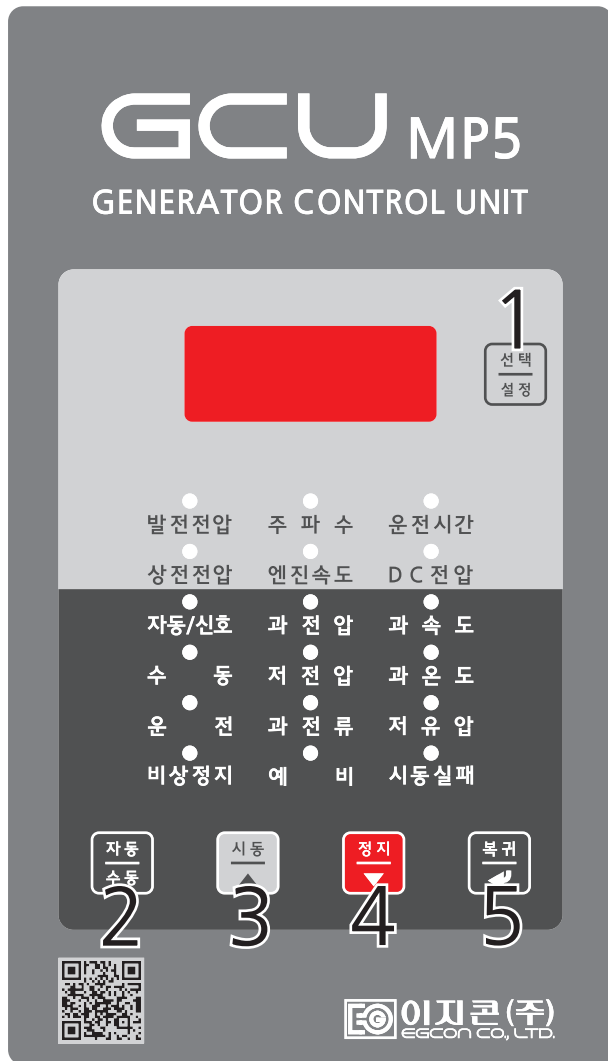 GCU MP5
GENERATOR CONTROL UNIT
1
선택
설정
발전전압 주파수 운전시간
상전전압 엔진속도 DC전압
자동/신호 과전압 과속도
수동 저전압 과온도
운전 과전류 저유압
비상정지 예비 시동실패
자동 시동 정지 복귀
수동
2 3 4 5
EG 이지콘(주)
EGCON CO., LTD.